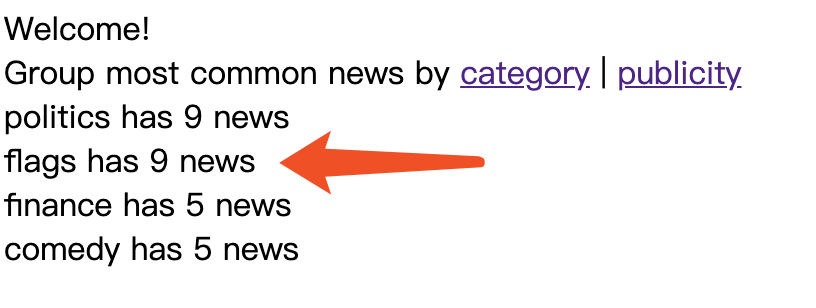 Welcome!
Group most common news by category | publicity
politics has 9 news
flags has 9 news
finance has 5 news
comedy has 5 news